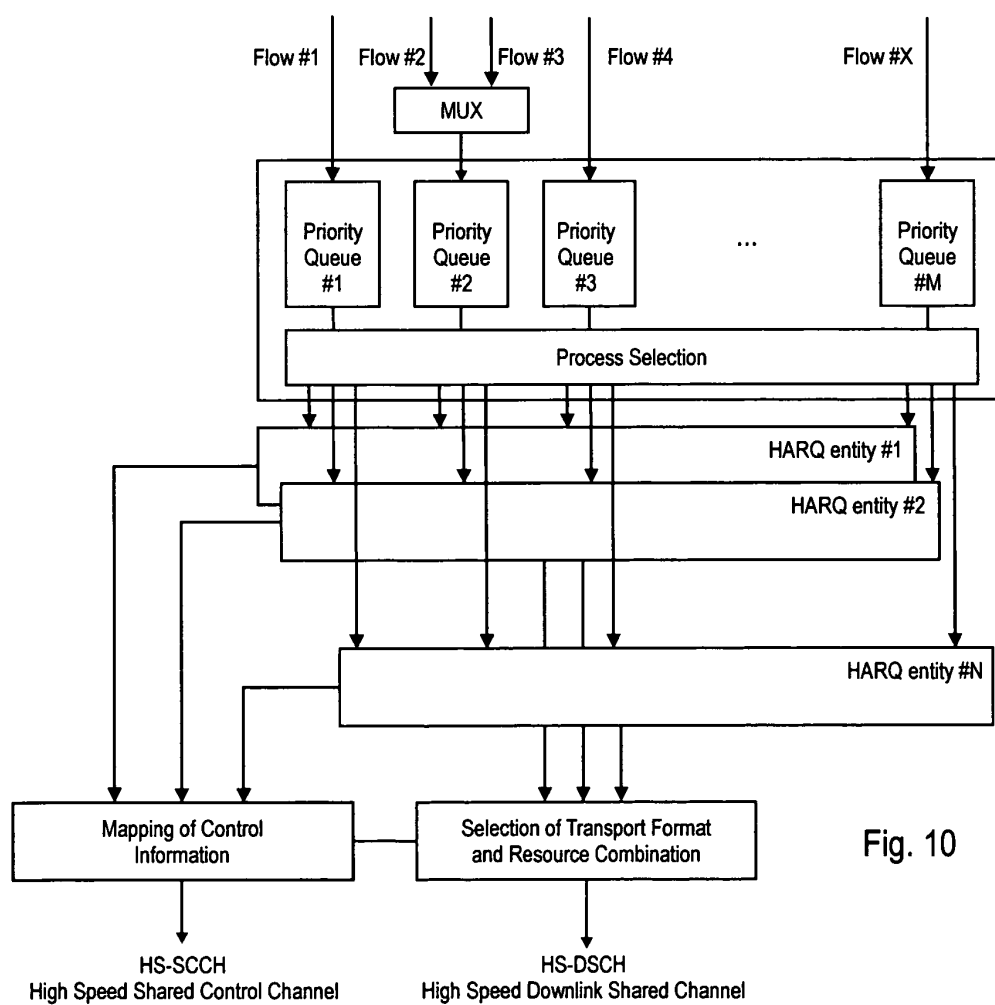 Flow #1
Flow #2
Flow #3
Flow #4
Flow #X
MUX
Priority
Queue
#1
Priority
Queue
#2
Priority
Queue
#3
...
Priority
Queue
#M
Process Selection
HARQ entity #1
HARQ entity #2
HARQ entity #N
Mapping of Control
Information
Selection of Transport Format
and Resource Combination
Fig. 10
HS-SCCH
High Speed Shared Control Channel
HS-DSCH
High Speed Downlink Shared Channel